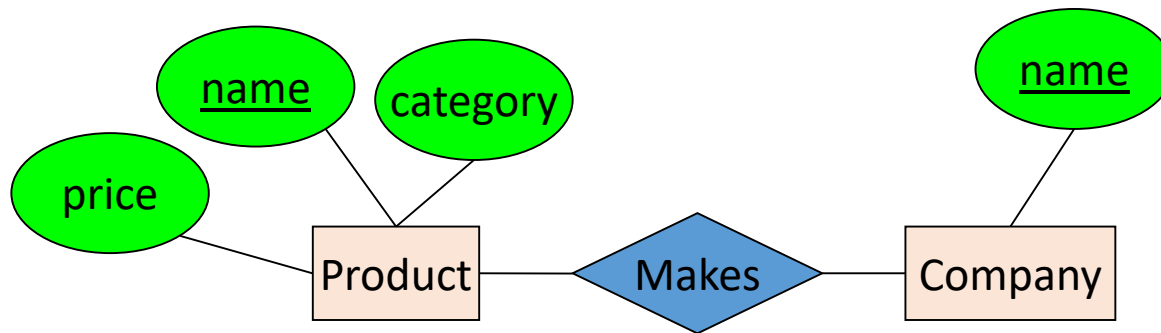 name
name
category
price
Product
Makes
Company